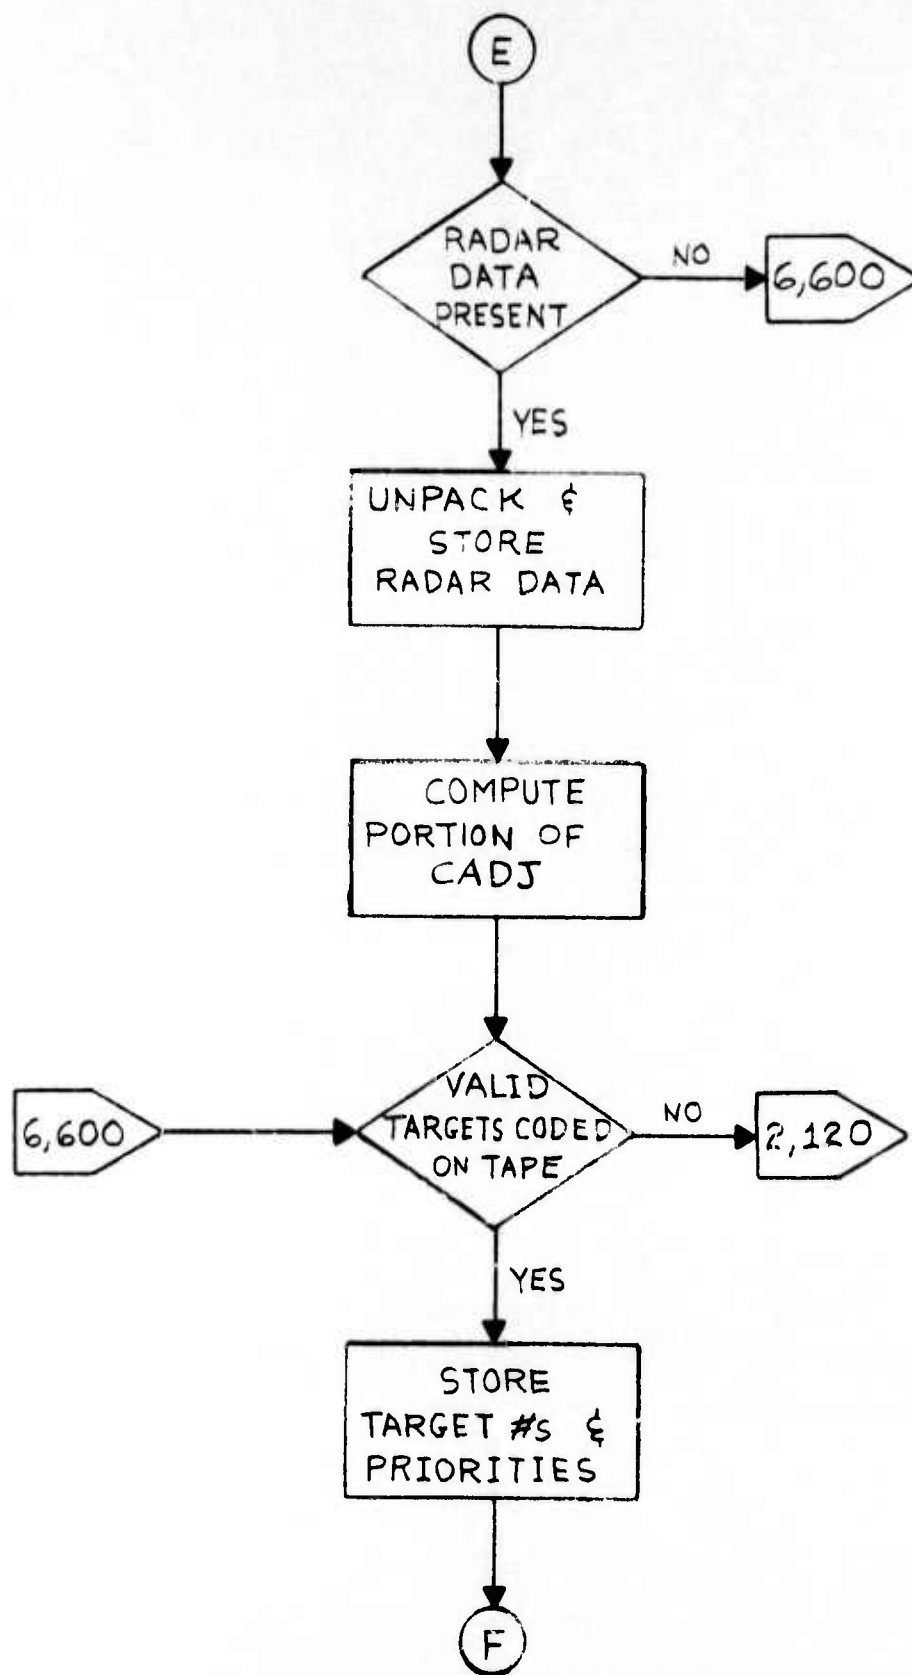 E
RADAR
DATA
PRESENT
NO
6,600
YES
UNPACK &
STORE
RADAR DATA
COMPUTE
PORTION OF
CADJ
6,600
VALID
TARGETS CODED
ON TAPE
NO
2,120
YES
STORE
TARGET #S &
PRIORITIES
F